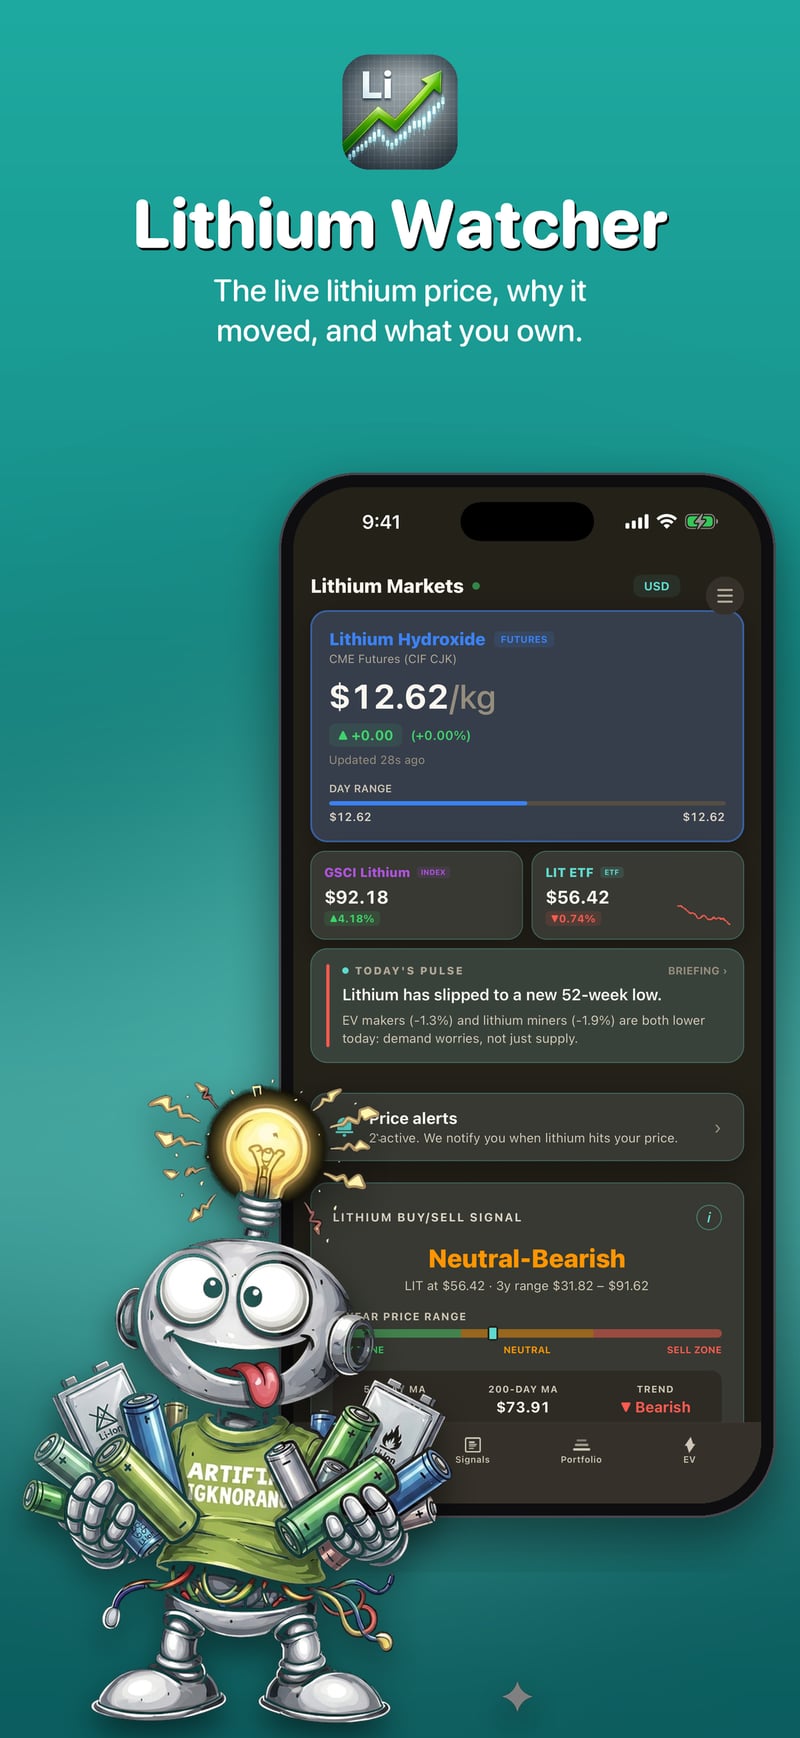 Li
Lithium Watcher
The live lithium price, why it
moved, and what you own.
9:41
Lithium Markets
USD
Lithium Hydroxide FUTURES
CME Futures (CIF CJK)
$12.62/kg
▲ +0.00 (+0.00%)
Updated 28s ago
DAY RANGE
$12.62 $12.62
GSCI Lithium INDEX
$92.18
▲4.18%
LIT ETF ETF
$56.42
▼0.74%
TODAY'S PULSE BRIEFING ›
Lithium has slipped to a new 52-week low.
EV makers (-1.3%) and lithium miners (-1.9%) are both lower
today: demand worries, not just supply.
Price alerts
2 active. We notify you when lithium hits your price.
LITHIUM BUY/SELL SIGNAL
Neutral-Bearish
LIT at $56.42 · 3y range $31.82 – $91.62
PRICE RANGE
NEUTRAL SELL ZONE
MA 200-DAY MA TREND
$73.91 ▼ Bearish
Signals Portfolio EV
Li-Ion